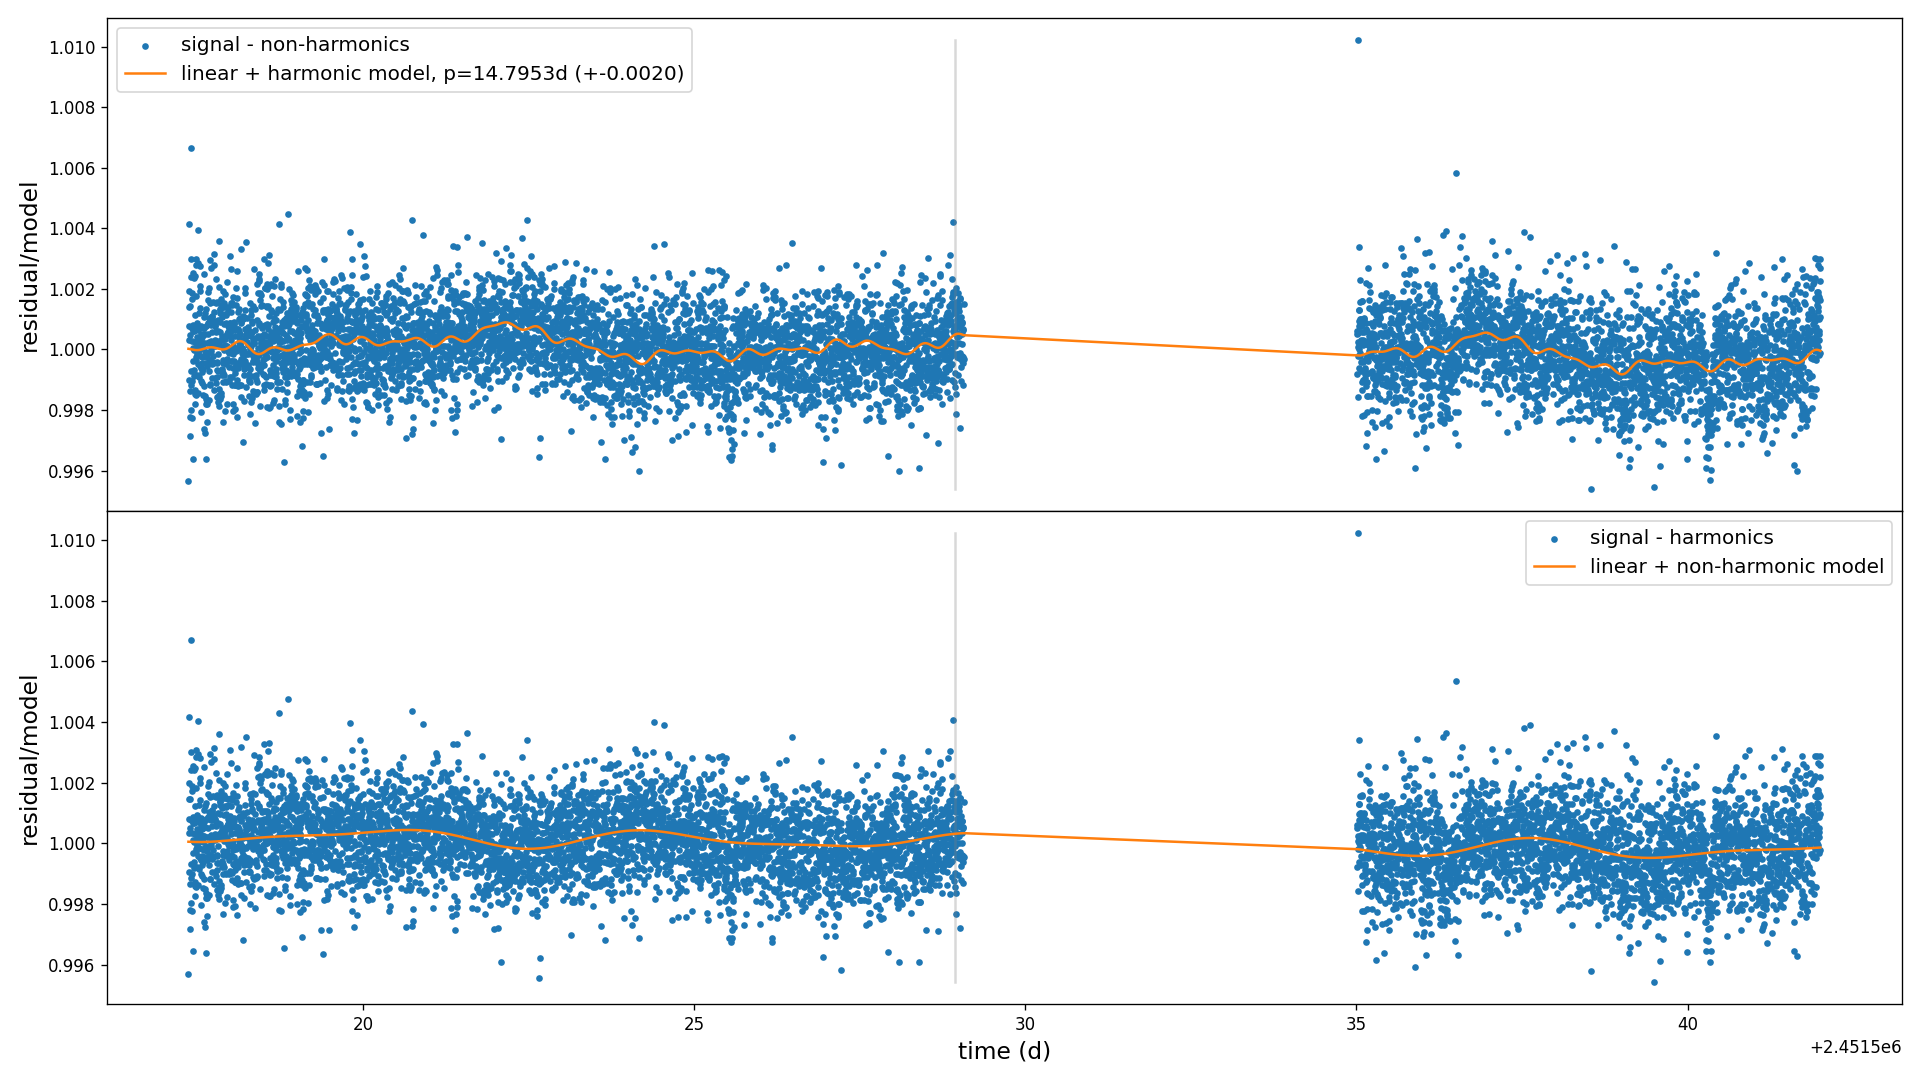 signal - non-harmonics
linear + harmonic model, p=14.7953d (+-0.0020)
residual/model
1.010
1.008
1.006
1.004
1.002
1.000
0.998
0.996
signal - harmonics
linear + non-harmonic model
residual/model
1.010
1.008
1.006
1.004
1.002
1.000
0.998
0.996
20
25
30
35
40
time (d)
+2.4515e6